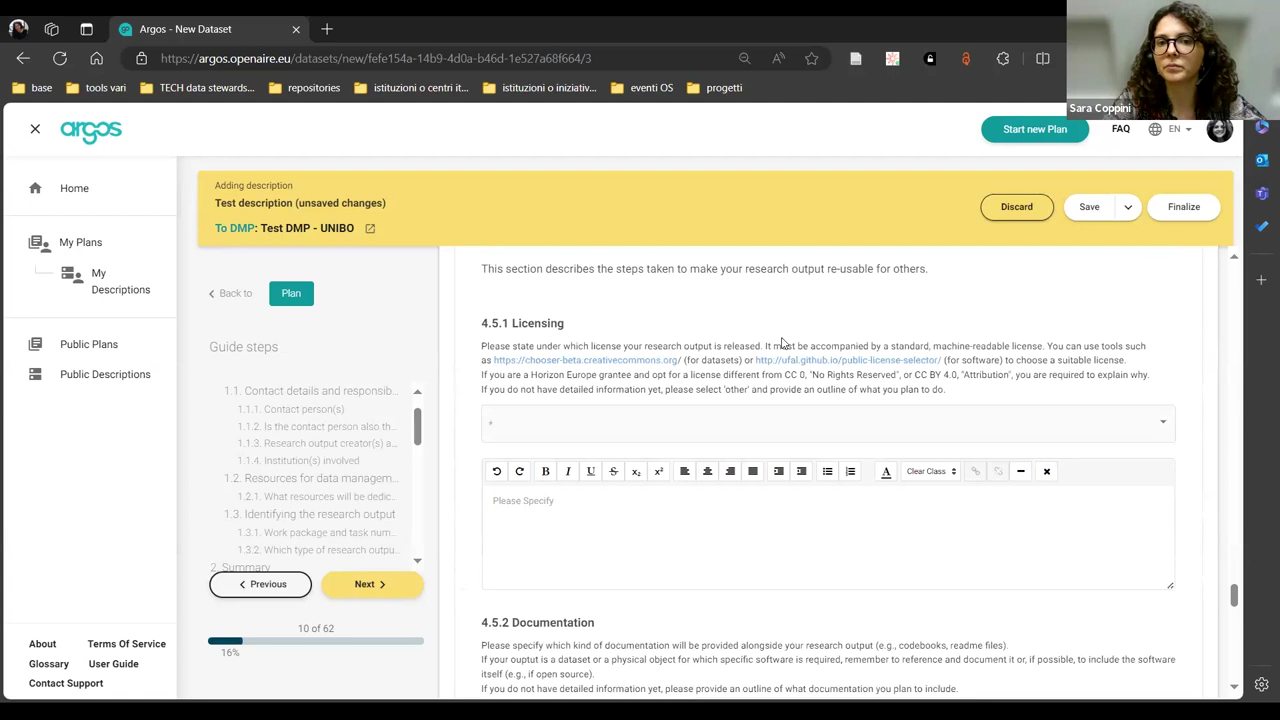 Argos - New Dataset
https://argos.openaire.eu/datasets/new/fefe154a-14b9-4d0a-b46d-1e527a68f664/3
base
tools vari
TECH data stewards...
repositories
istituzioni o centri it...
istituzioni o iniziativ...
eventi OS
progetti
Sara Coppini
argos
Start new Plan
FAQ
EN
Home
My Plans
My
Descriptions
Public Plans
Public Descriptions
About
Terms Of Service
Glossary
User Guide
Contact Support
Adding description
Test description (unsaved changes)
To DMP: Test DMP - UNIBO
Discard
Save
Finalize
Back to
Plan
Guide steps
1.1. Contact details and responsib...
1.1.1. Contact person(s)
1.1.2. Is the contact person also th...
1.1.3. Research output creator(s) a...
1.1.4. Institution(s) involved
1.2. Resources for data managem...
1.2.1. What resources will be dedic...
1.3. Identifying the research output
1.3.1. Work package and task num...
1.3.2. Which type of research outpu...
2. Summary
Previous
Next
10 of 62
16%
This section describes the steps taken to make your research output re-usable for others.
4.5.1 Licensing
Please state under which license your research output is released. It must be accompanied by a standard, machine-readable license. You can use tools such
as https://chooser-beta.creativecommons.org/ (for datasets) or http://ufal.github.io/public-license-selector/ (for software) to choose a suitable license.
If you are a Horizon Europe grantee and opt for a license different from CC 0, "No Rights Reserved", or CC BY 4.0, "Attribution", you are required to explain why.
If you do not have detailed information yet, please select 'other' and provide an outline of what you plan to do.
*
Clear Class
Please Specify
4.5.2 Documentation
Please specify which kind of documentation will be provided alongside your research output (e.g., codebooks, readme files).
If your ouptut is a dataset or a physical object for which specific software is required, remember to reference and document it or, if possible, to include the software
itself (e.g., if open source).
If you do not have detailed information yet, please provide an outline of what documentation you plan to include.